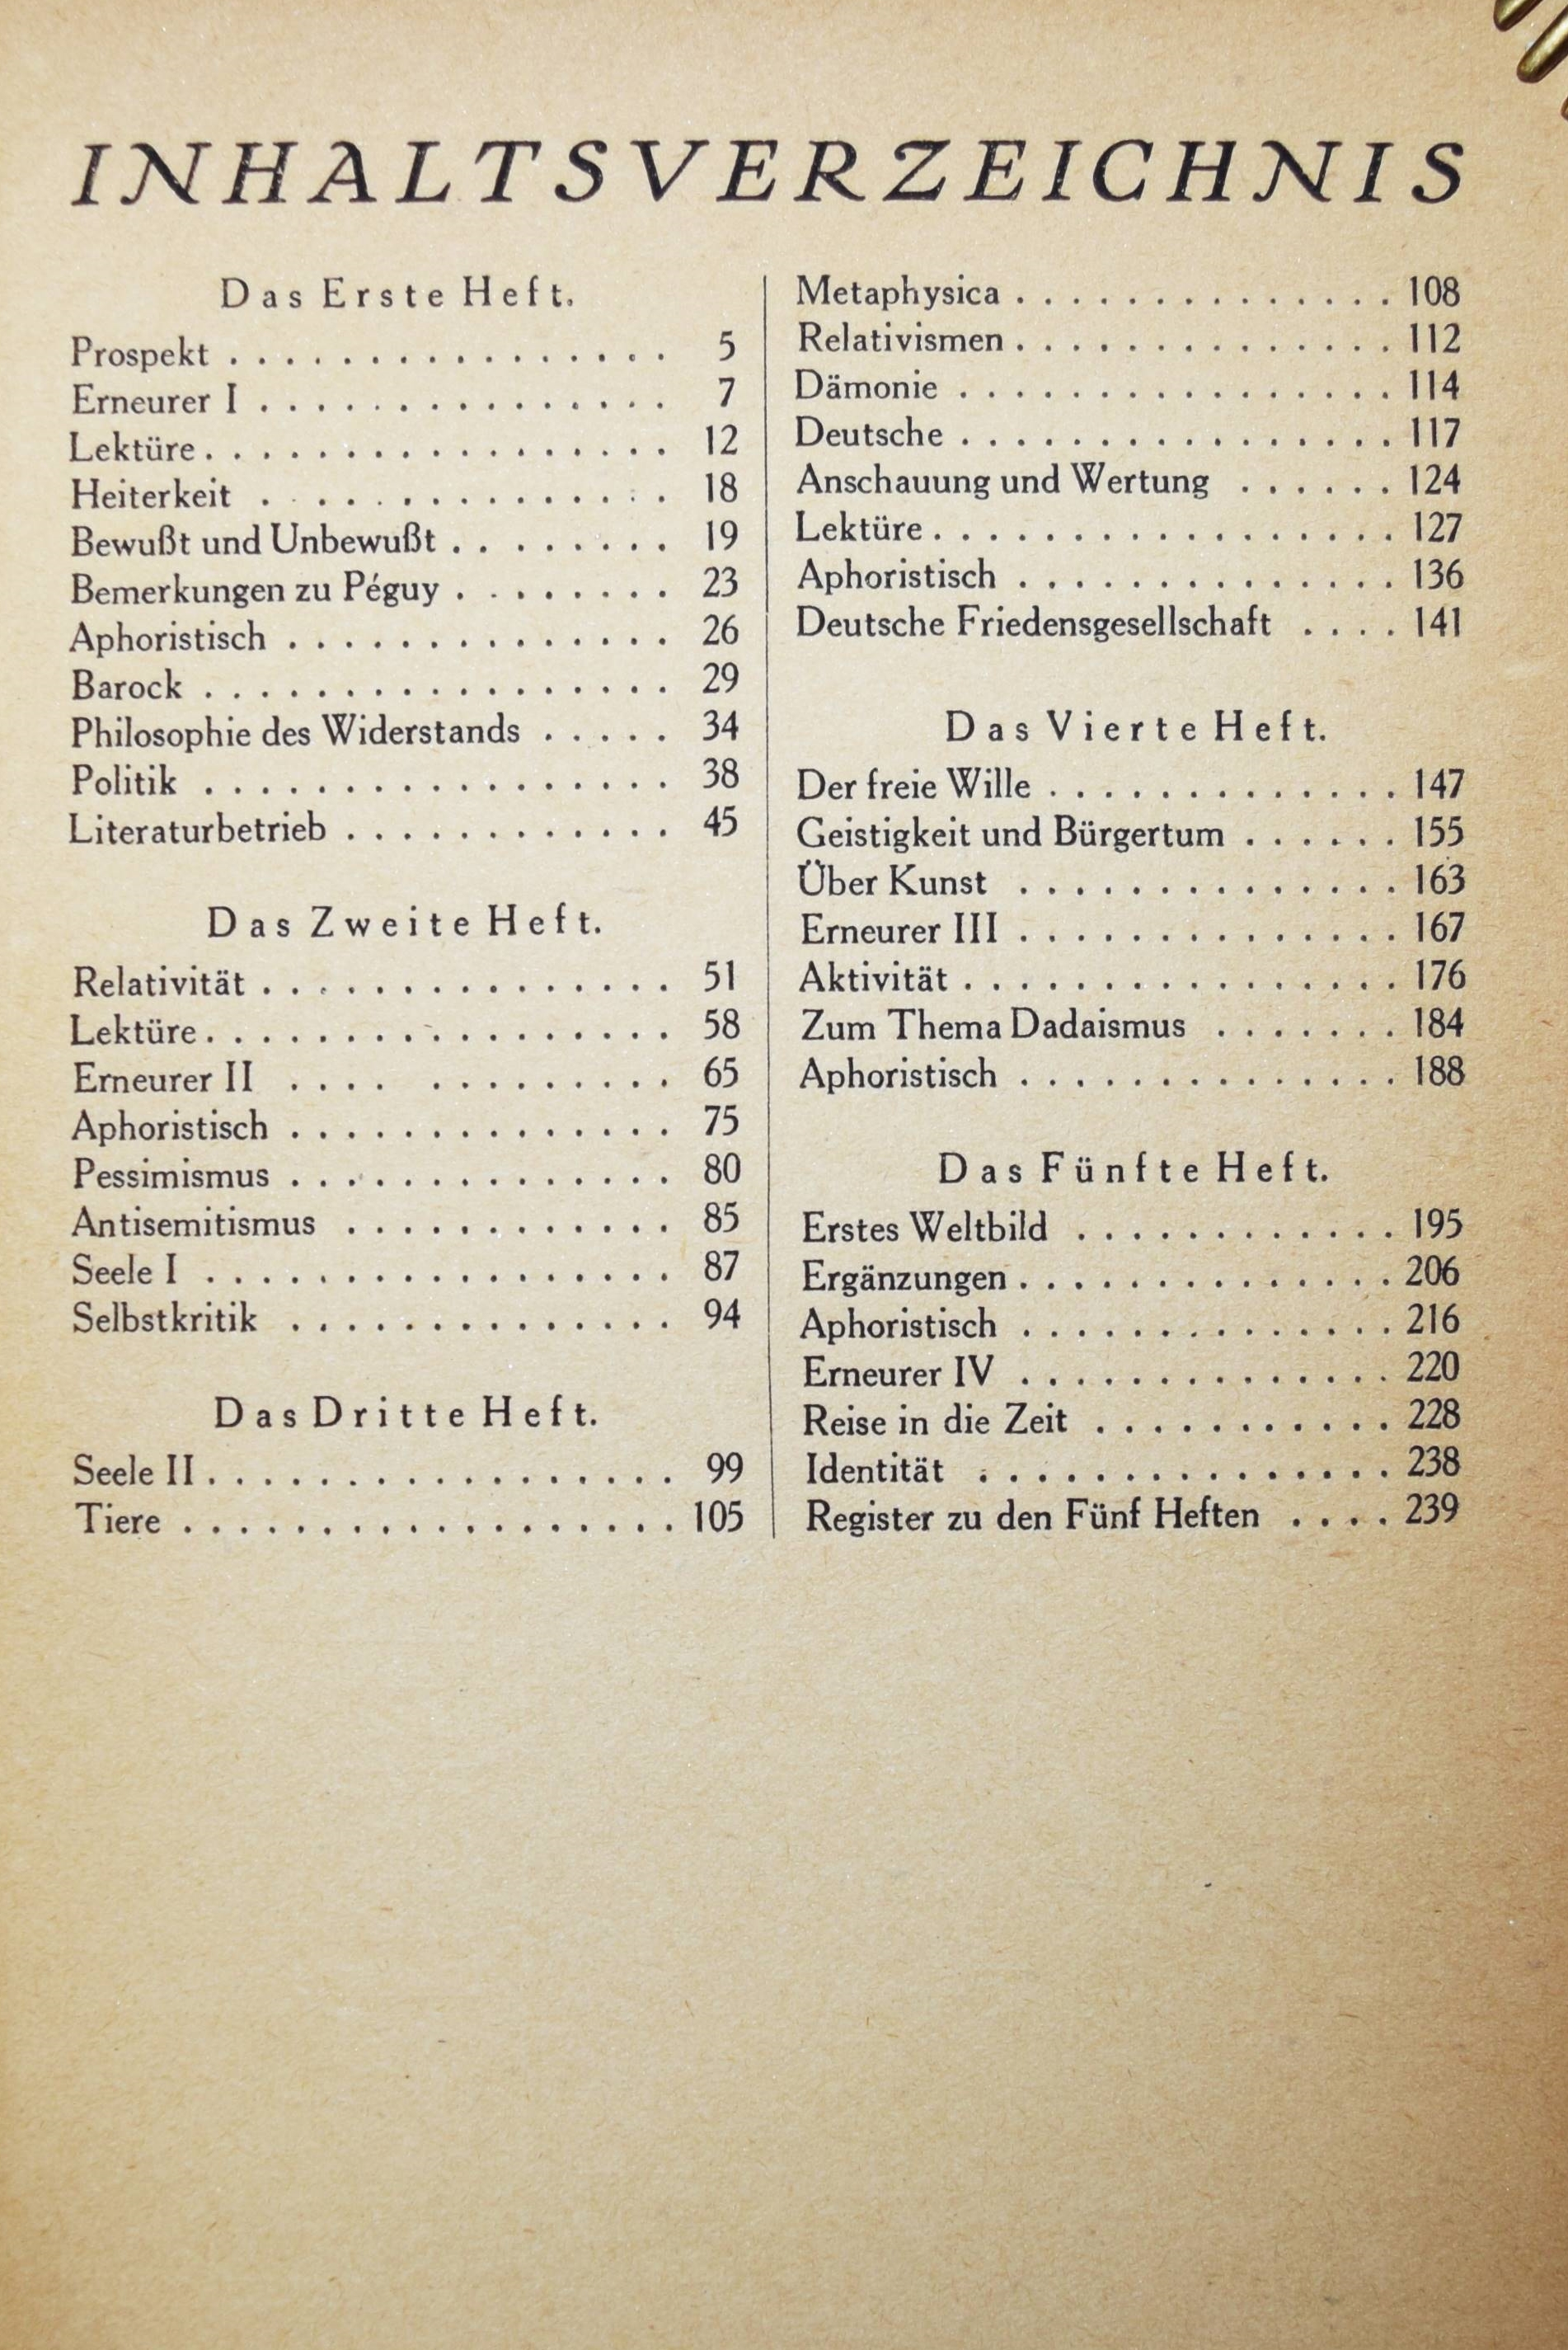 INHALTSVERZEICHNIS
Das Erste Heft.
Prospekt . . . . . . . . . . . . . . . . 5
Erneurer I . . . . . . . . . . . . . . . 7
Lektüre . . . . . . . . . . . . . . . . . 12
Heiterkeit . . . . . . . . . . . . . . . 18
Bewußt und Unbewußt . . . . . . . . 19
Bemerkungen zu Péguy . . . . . . . . 23
Aphoristisch . . . . . . . . . . . . . . 26
Barock . . . . . . . . . . . . . . . . . 29
Philosophie des Widerstands . . . . . 34
Politik . . . . . . . . . . . . . . . . . 38
Literaturbetrieb . . . . . . . . . . . . 45
Das Zweite Heft.
Relativität . . . . . . . . . . . . . . . 51
Lektüre . . . . . . . . . . . . . . . . . 58
Erneurer II . . . . . . . . . . . . . 65
Aphoristisch . . . . . . . . . . . . . . 75
Pessimismus . . . . . . . . . . . . . . 80
Antisemitismus . . . . . . . . . . . . 85
Seele I . . . . . . . . . . . . . . . . . 87
Selbstkritik . . . . . . . . . . . . . . 94
Das Dritte Heft.
Seele II . . . . . . . . . . . . . . . . . 99
Tiere . . . . . . . . . . . . . . . . . . 105
Metaphysica . . . . . . . . . . . . . . 108
Relativismen . . . . . . . . . . . . . . 112
Dämonie . . . . . . . . . . . . . . . . 114
Deutsche . . . . . . . . . . . . . . . . 117
Anschauung und Wertung . . . . . . 124
Lektüre . . . . . . . . . . . . . . . . . 127
Aphoristisch . . . . . . . . . . . . . . 136
Deutsche Friedensgesellschaft . . . . 141
Das Vierte Heft.
Der freie Wille . . . . . . . . . . . . . 147
Geistigkeit und Bürgertum . . . . . . 155
Über Kunst . . . . . . . . . . . . . . 163
Erneurer III . . . . . . . . . . . . . . 167
Aktivität . . . . . . . . . . . . . . . . 176
Zum Thema Dadaismus . . . . . . . 184
Aphoristisch . . . . . . . . . . . . . . 188
Das Fünfte Heft.
Erstes Weltbild . . . . . . . . . . . . 195
Ergänzungen . . . . . . . . . . . . . . 206
Aphoristisch . . . . . . . . . . . . . . 216
Erneurer IV . . . . . . . . . . . . . . 220
Reise in die Zeit . . . . . . . . . . . 228
Identität . . . . . . . . . . . . . . . 238
Register zu den Fünf Heften . . . . 239